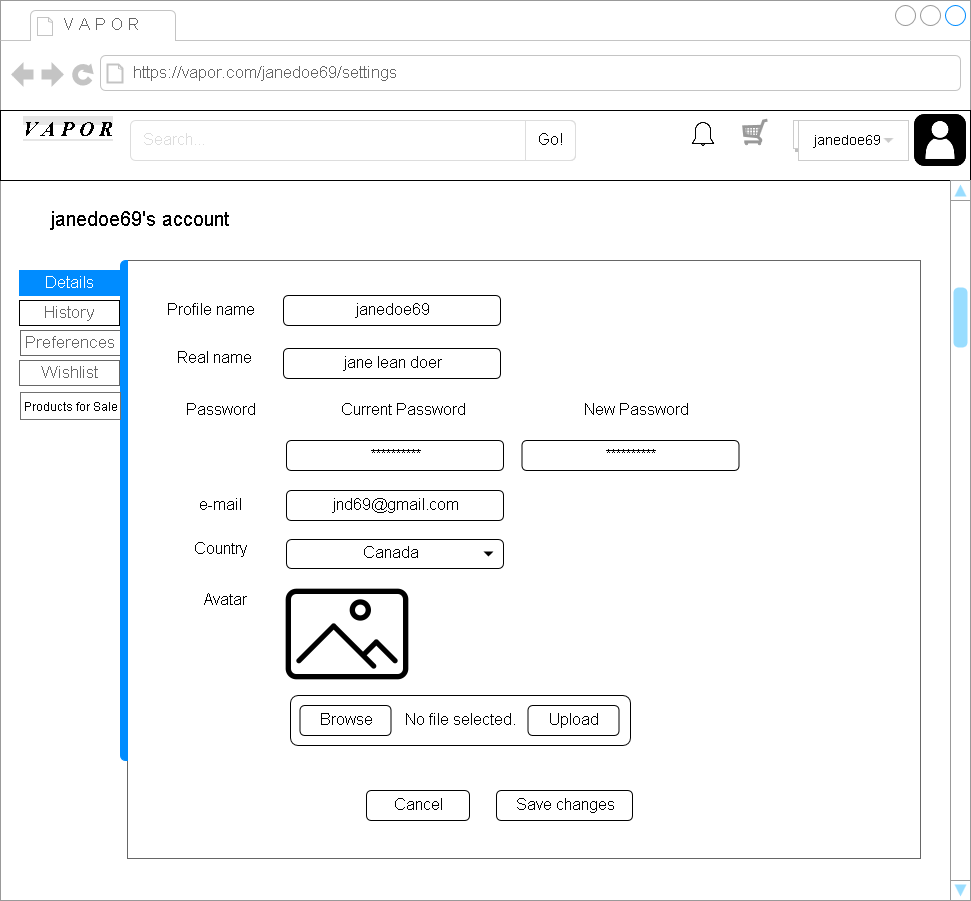 V A P O R
https://vapor.com/janedoe69/settings
VAPOR
Search...
Go!
janedoe69
janedoe69's account
Details
History
Preferences
Wishlist
Products for Sale
Profile name
janedoe69
Real name
jane lean doer
Password
Current Password
New Password
**********
**********
e-mail
jnd69@gmail.com
Country
Canada
Avatar
Browse
No file selected.
Upload
Cancel
Save changes